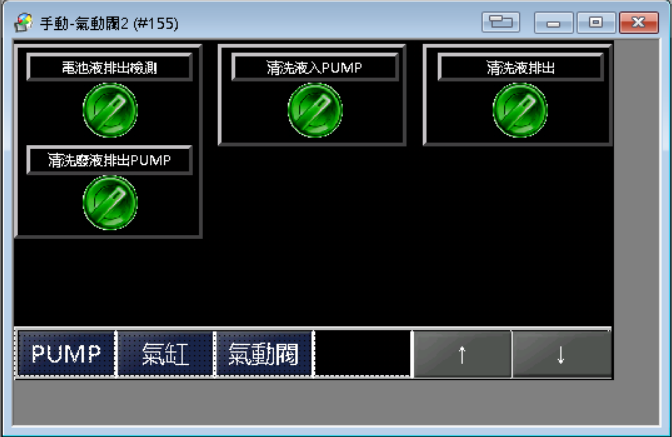 手動-氣動閥2 (#155)
電池液排出檢測
清洗液入PUMP
清洗液排出
清洗廢液排出PUMP
PUMP
氣缸
氣動閥
↑
↓